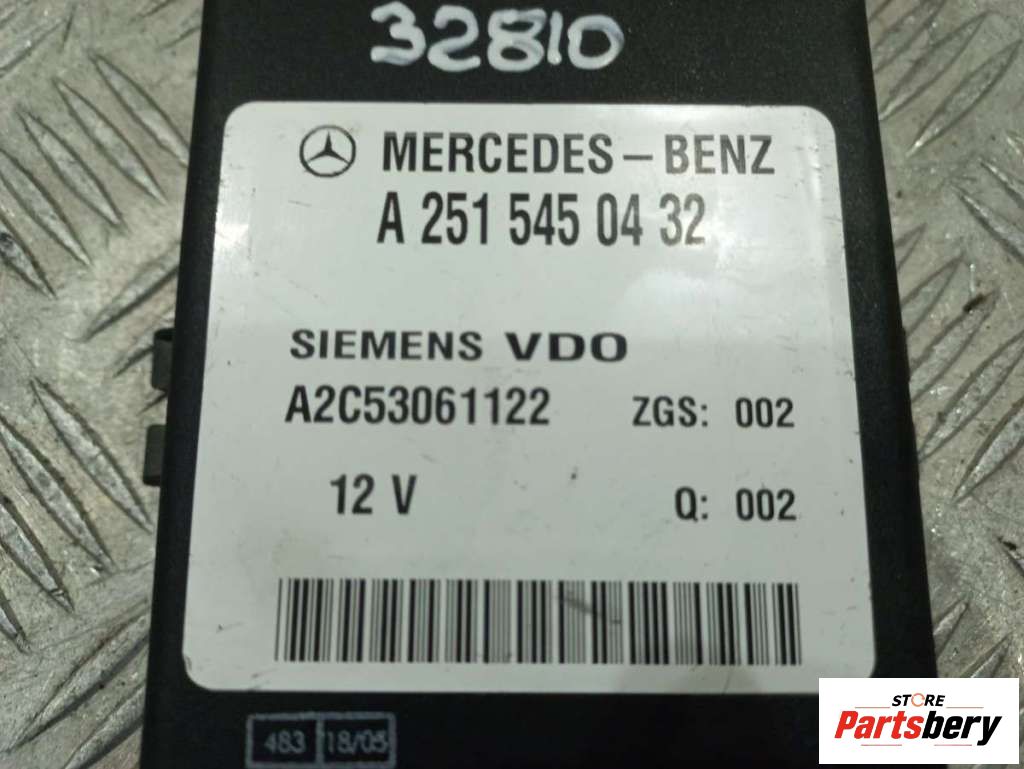 32810
MERCEDES-BENZ
A 251 545 04 32
SIEMENS VDO
A2C53061122 ZGS: 002
12 V Q: 002
483 18/05
STORE
Partsbery